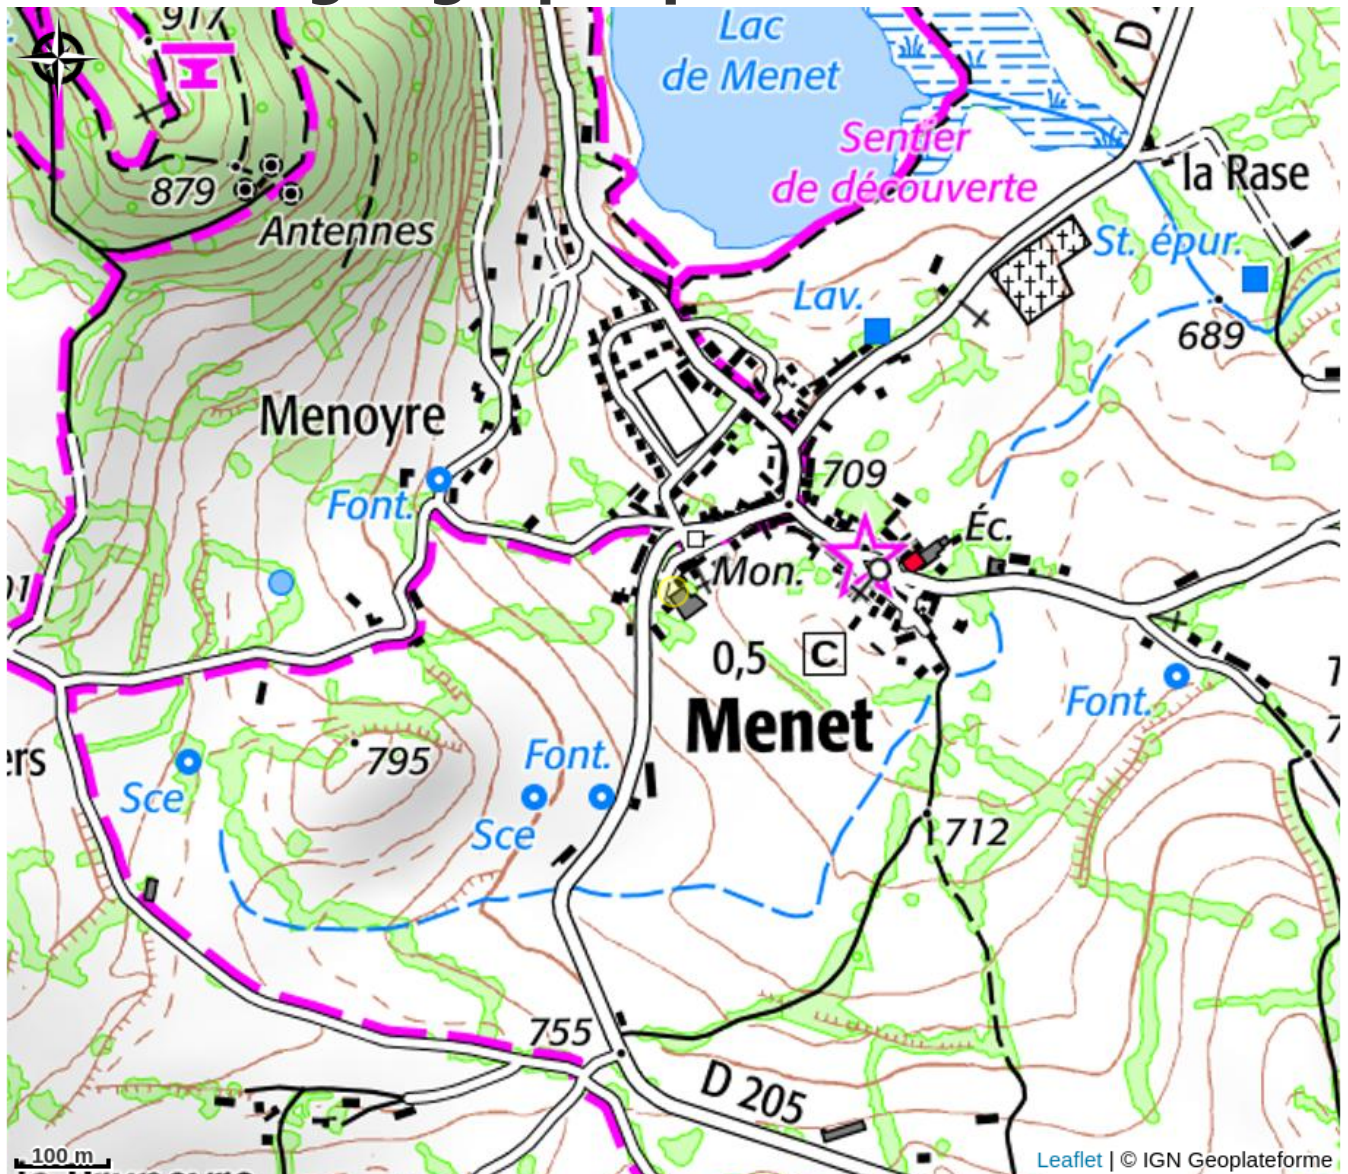 917
Lac
de Menet
D
Sentier
de découverte
la Rase
879
Antennes
St. épur.
Lav.
689
Menoyre
709
Font.
Éc.
Mon.
0,5 C
Menet
Font.
795
ers
Font.
Sce
Sce
712
755
D 205
100 m
Leaflet | © IGN Geoplateforme